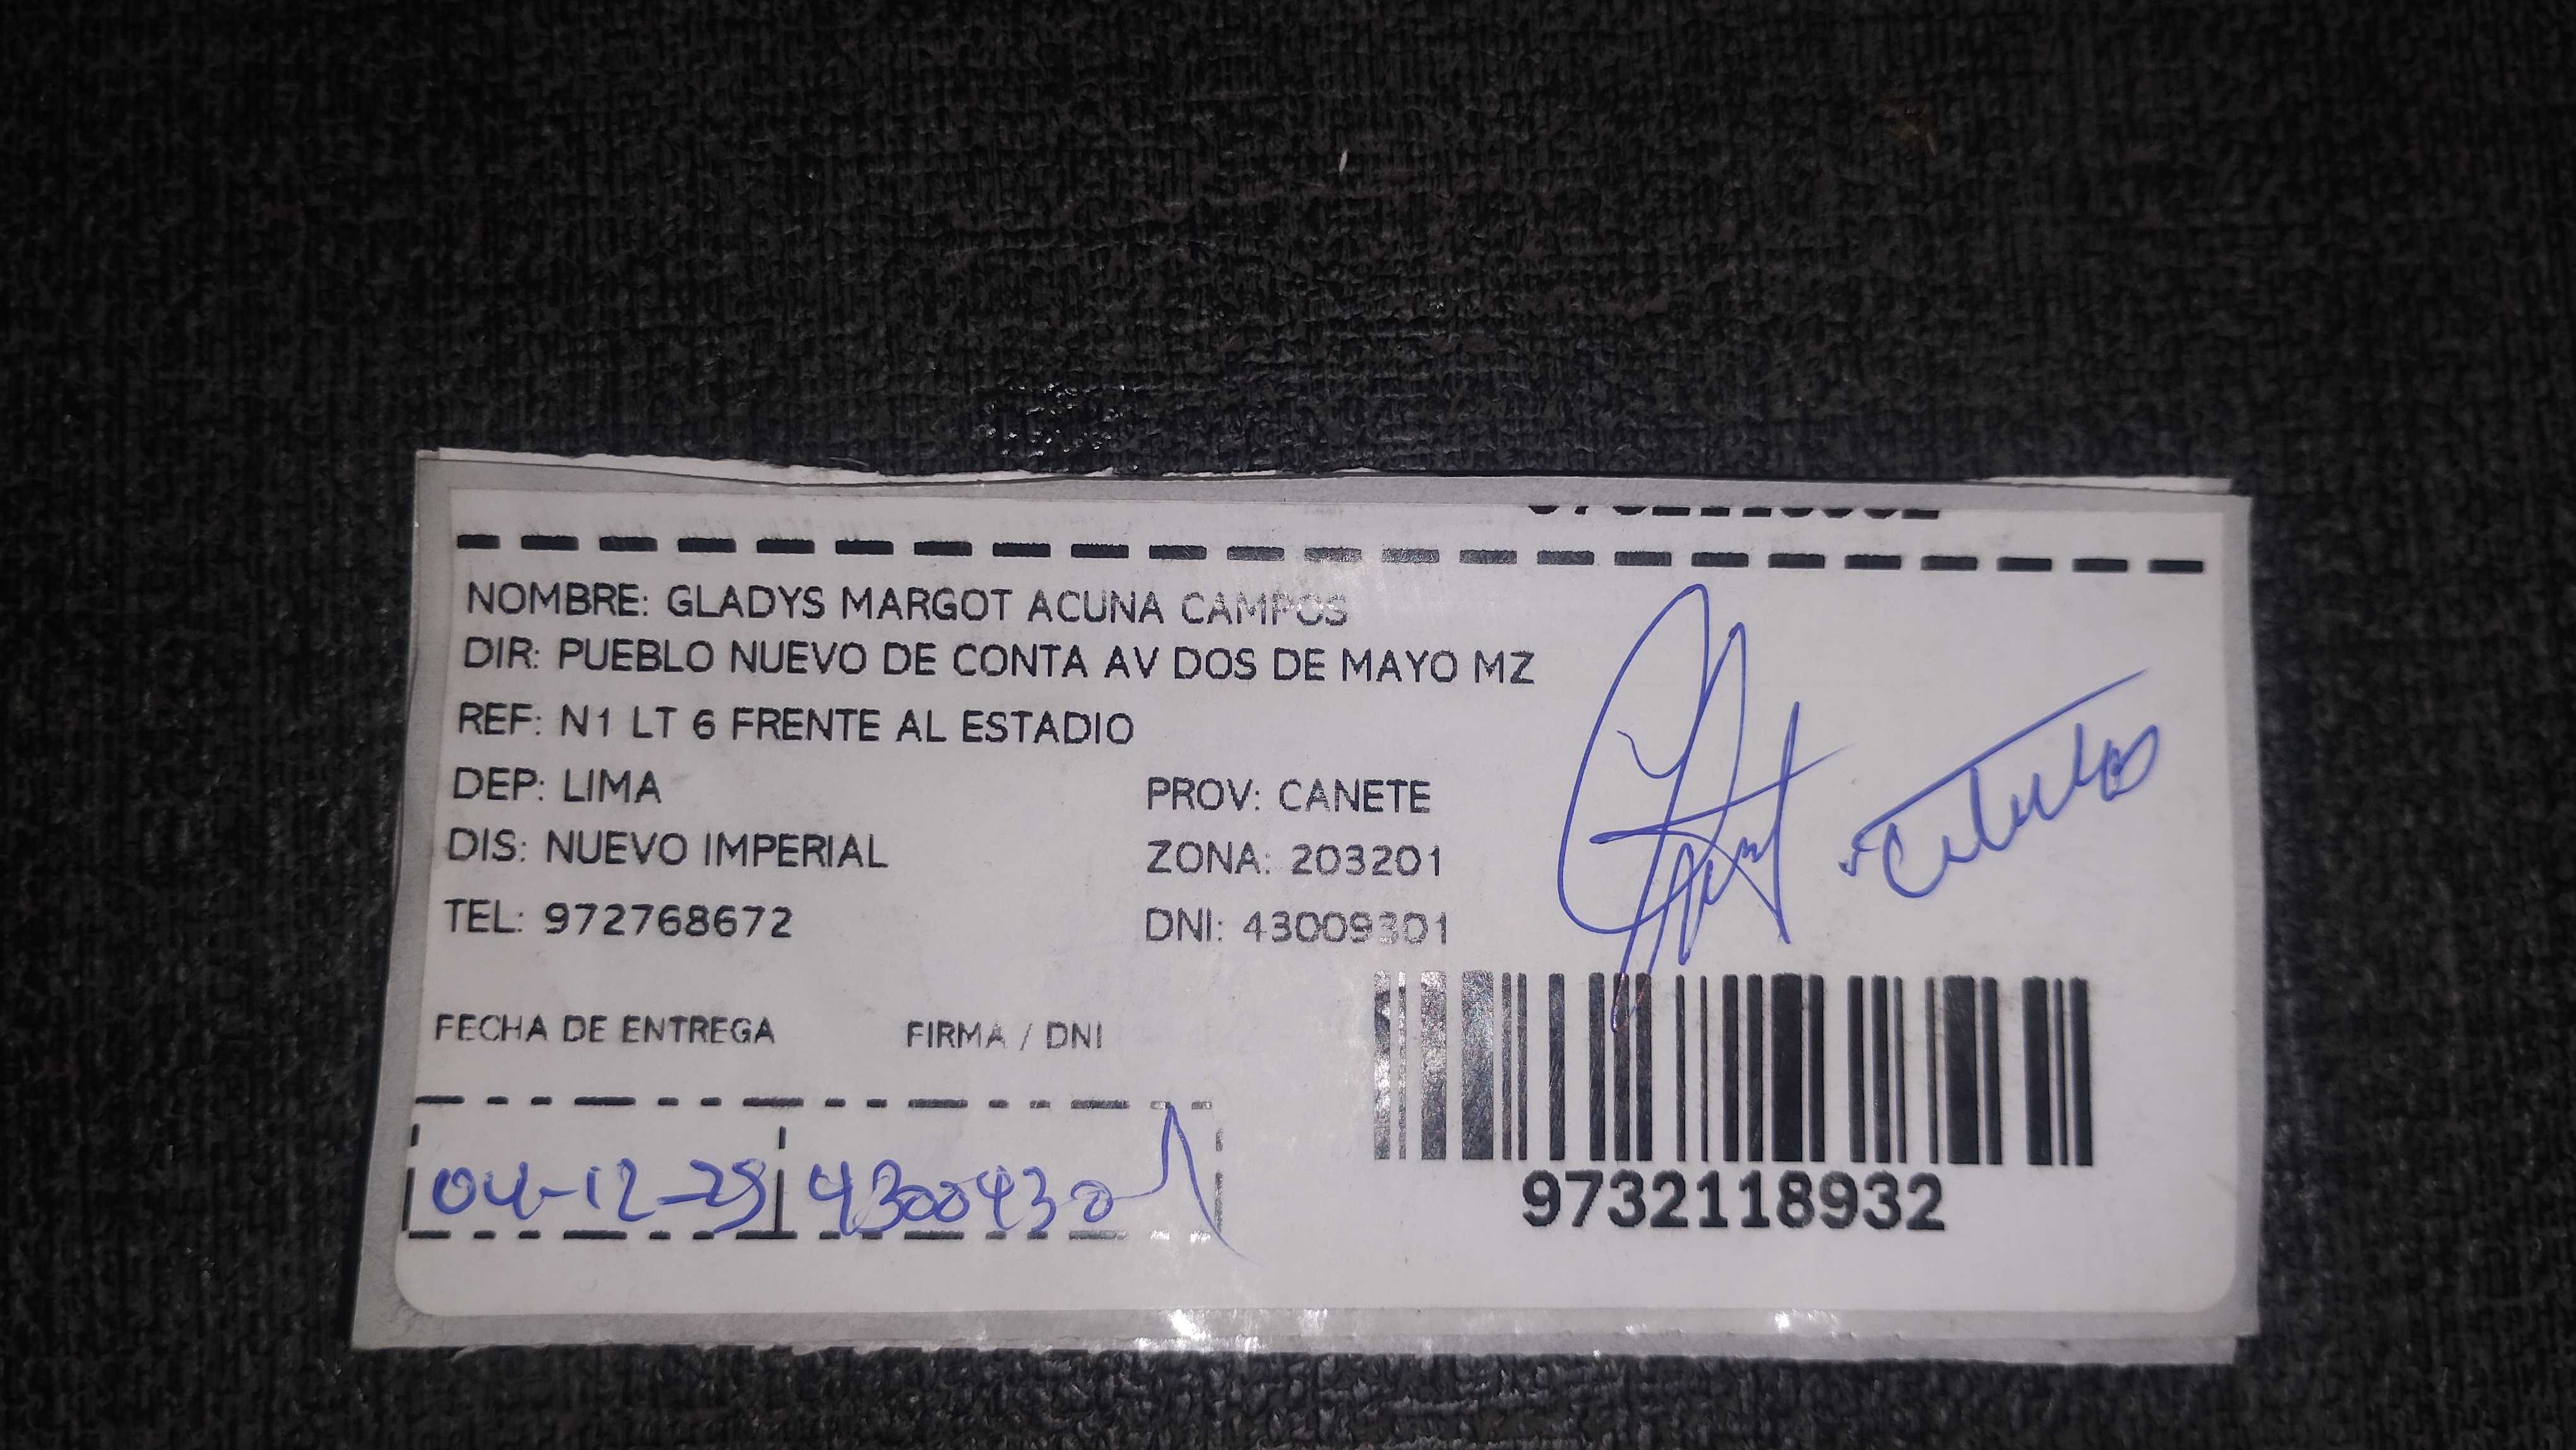 NOMBRE: GLADYS MARGOT ACUNA CAMPOS
DIR: PUEBLO NUEVO DE CONTA AV DOS DE MAYO MZ
REF: N1 LT 6 FRENTE AL ESTADIO
DEP: LIMA PROV: CANETE
DIS: NUEVO IMPERIAL ZONA: 203201
TEL: 972768672 DNI: 43009301
FECHA DE ENTREGA FIRMA / DNI
04-12-25
9732118932